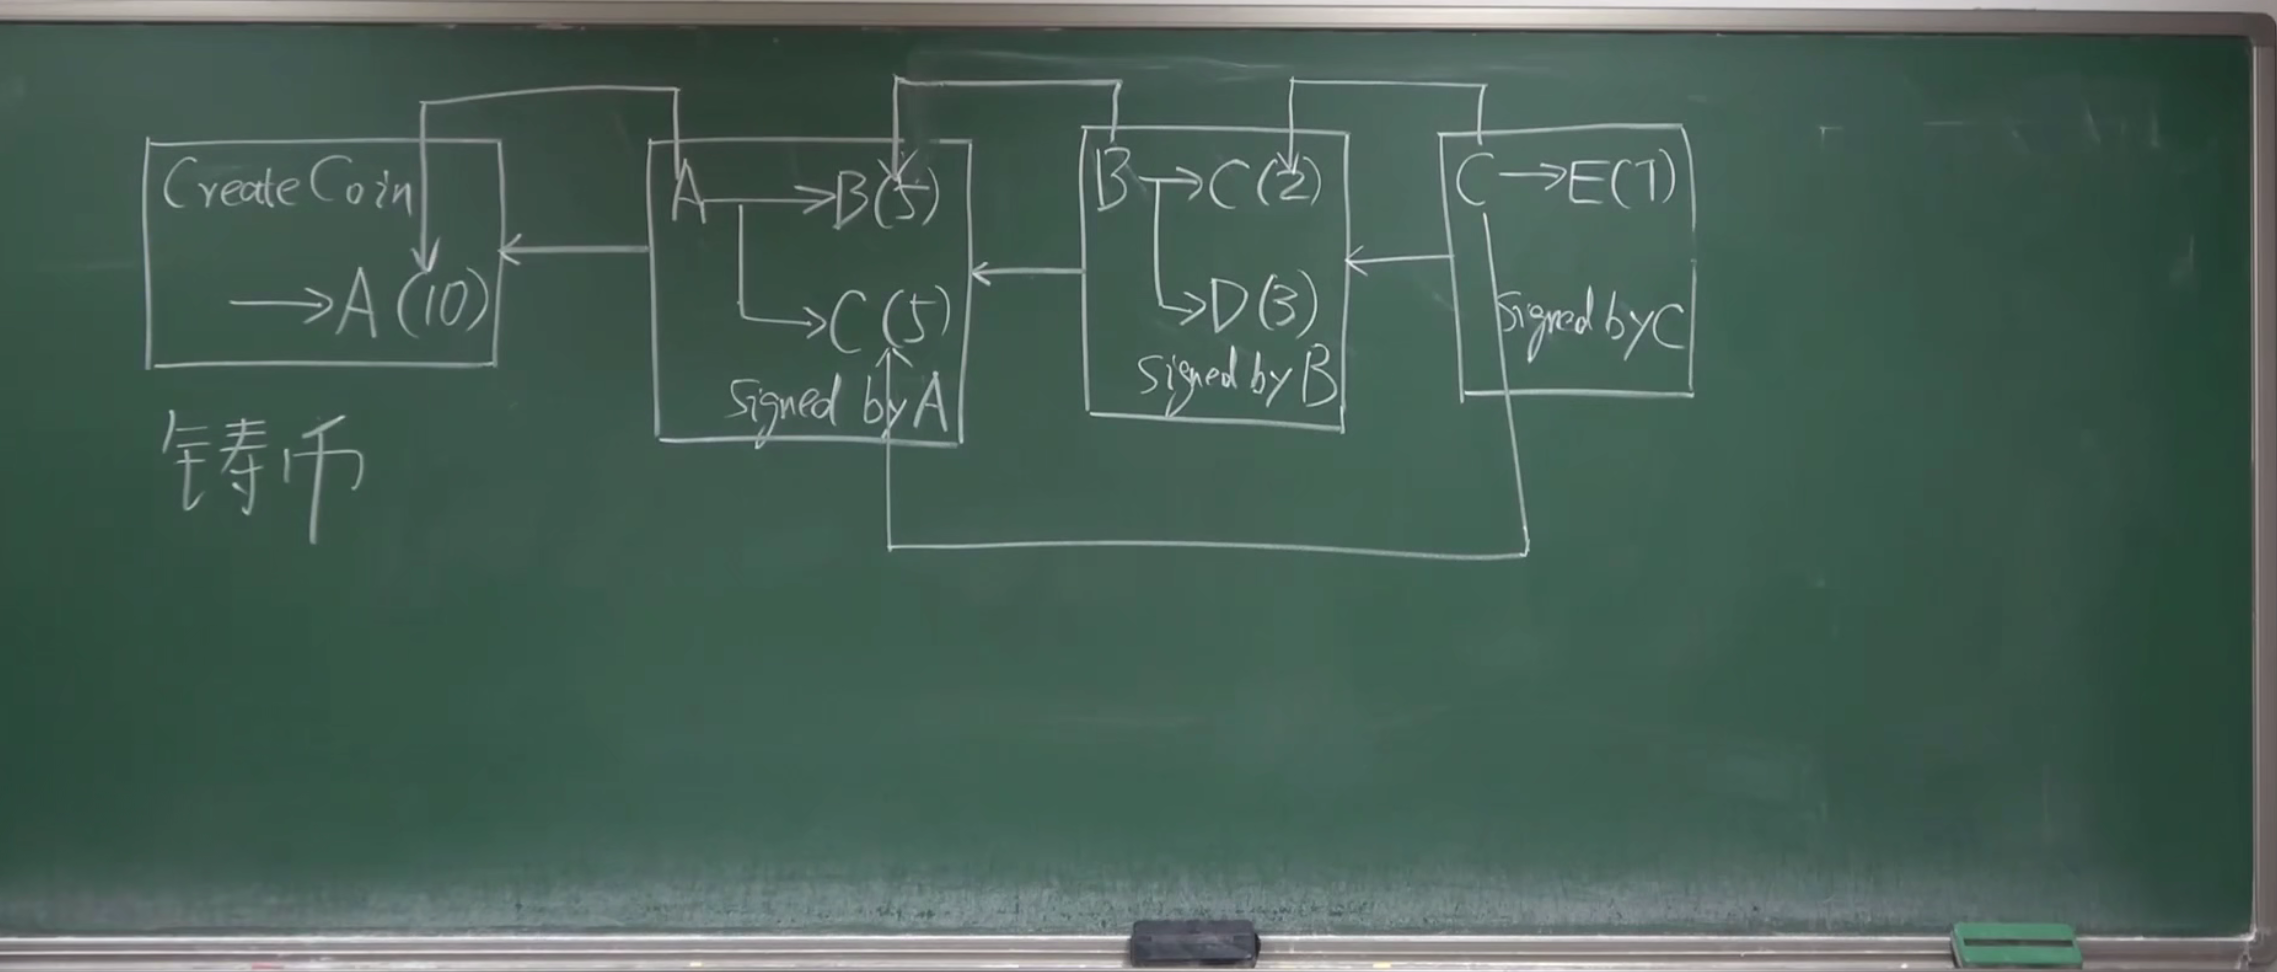 CreateCoin
→A(10)
铸币
A→B(5)
→C(5)
signed by A
B→C(2)
→D(3)
signed by B
C→E(7)
signed by C